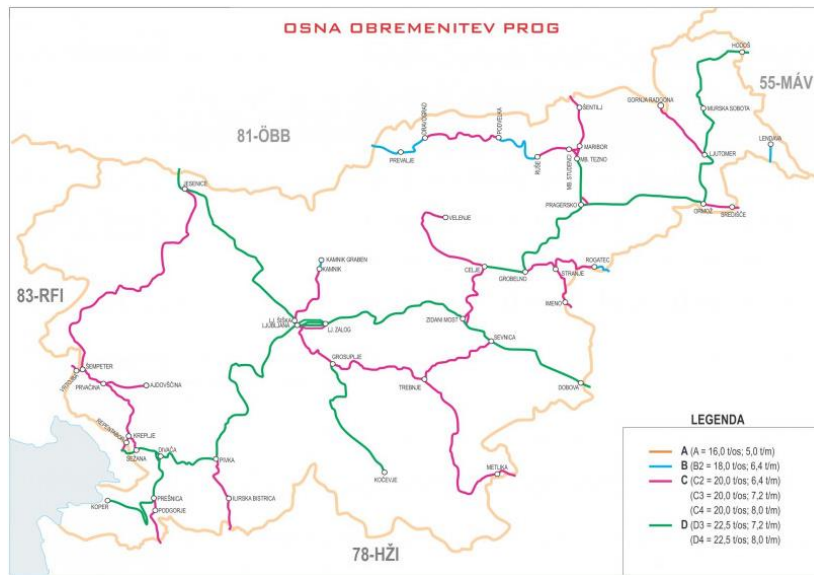 OSNA OBREMENITEV PROG
HODOŠ
55-MÁV
GORNJA RADGONA
MURSKA SOBOTA
ŠENTILJ
81-ÖBB
DRAVOGRAD
PODVELKA
LENDAVA
PREVALJE
MARIBOR
LJUTOMER
RUŠE
MB. STUDENCI
MB. TEZNO
JESENICE
PRAGERSKO
ORMOŽ
SREDIŠČE
VELENJE
KAMNIK GRABEN
KAMNIK
CELJE
ROGATEC
GROBELNO
STRANJE
83-RFI
IMENO
LJ. ŠIŠKA
LJUBLJANA
LJ. ZALOG
ZIDANI MOST
SEVNICA
GROSUPLJE
ŠEMPETER
VRTOJBA
PRVAČINA
AJDOVŠČINA
TREBNJE
DOBOVA
REPENTABOR
KREPLJE
SEŽANA
DIVAČA
PIVKA
KOČEVJE
METLIKA
KOPER
PREŠNICA
PODGORJE
ILIRSKA BISTRICA
78-HŽI
LEGENDA
A (A = 16,0 t/os; 5,0 t/m)
B (B2 = 18,0 t/os; 6,4 t/m)
C (C2 = 20,0 t/os; 6,4 t/m)
(C3 = 20,0 t/os; 7,2 t/m)
(C4 = 20,0 t/os; 8,0 t/m)
D (D3 = 22,5 t/os; 7,2 t/m)
(D4 = 22,5 t/os; 8,0 t/m)